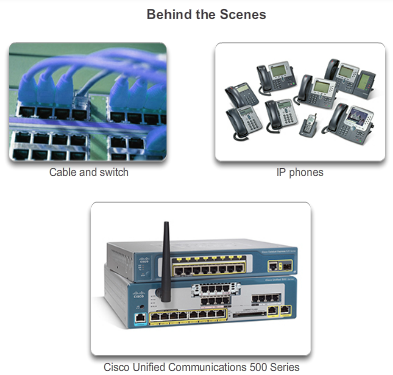 Behind the Scenes
Cable and switch
IP phones
Cisco Unified Communications 500 Series